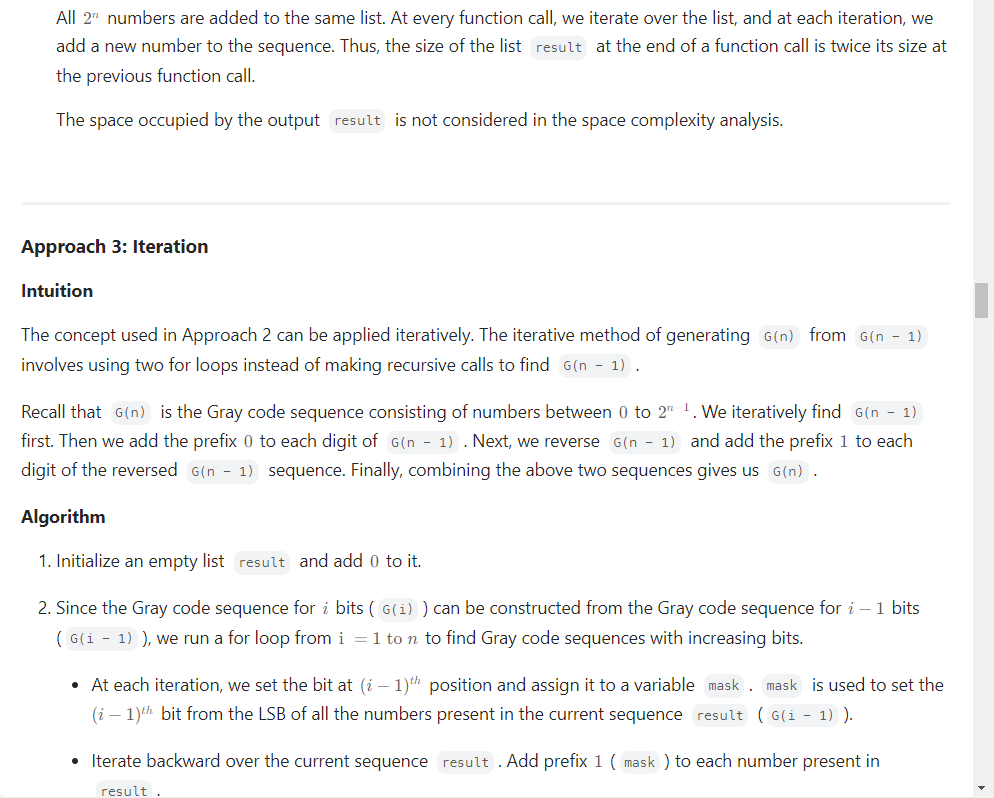 All 2ⁿ numbers are added to the same list. At every function call, we iterate over the list, and at each iteration, we
add a new number to the sequence. Thus, the size of the list result at the end of a function call is twice its size at
the previous function call.
The space occupied by the output result is not considered in the space complexity analysis.
Approach 3: Iteration
Intuition
The concept used in Approach 2 can be applied iteratively. The iterative method of generating G(n) from G(n - 1)
involves using two for loops instead of making recursive calls to find G(n - 1) .
Recall that G(n) is the Gray code sequence consisting of numbers between 0 to 2ⁿ⁻¹. We iteratively find G(n - 1)
first. Then we add the prefix 0 to each digit of G(n - 1) . Next, we reverse G(n - 1) and add the prefix 1 to each
digit of the reversed G(n - 1) sequence. Finally, combining the above two sequences gives us G(n) .
Algorithm
1. Initialize an empty list result and add 0 to it.
2. Since the Gray code sequence for i bits ( G(i) ) can be constructed from the Gray code sequence for i − 1 bits
( G(i - 1) ), we run a for loop from i = 1 to n to find Gray code sequences with increasing bits.
• At each iteration, we set the bit at (i − 1)ᵗʰ position and assign it to a variable mask . mask is used to set the
(i − 1)ᵗʰ bit from the LSB of all the numbers present in the current sequence result ( G(i - 1) ).
• Iterate backward over the current sequence result . Add prefix 1 ( mask ) to each number present in
result .